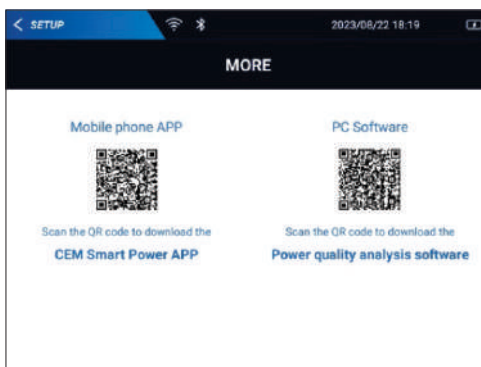 < SETUP
2023/08/22 18:19
MORE
Mobile phone APP
PC Software
Scan the QR code to download the
CEM Smart Power APP
Scan the QR code to download the
Power quality analysis software